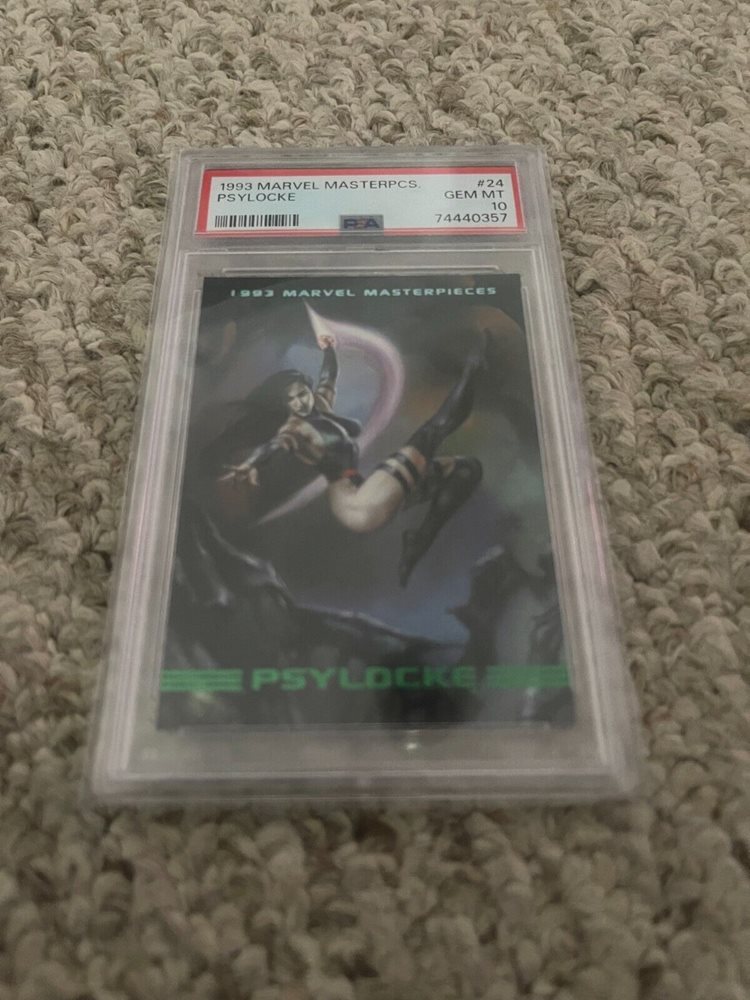 1993 MARVEL MASTERPCS. #24
PSYLOCKE GEM MT
10
PSA 74440357
1993 MARVEL MASTERPIECES
PSYLOCKE